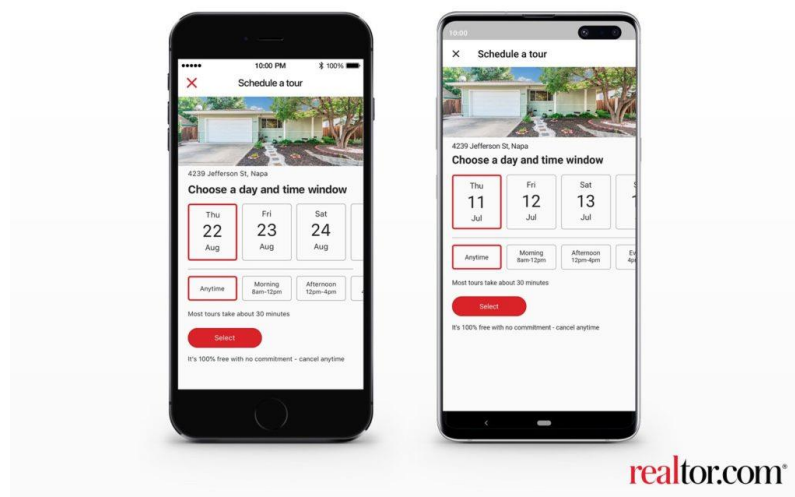 10:00 PM
100%
Schedule a tour
4239 Jefferson St, Napa
Choose a day and time window
Thu
22
Aug
Fri
23
Aug
Sat
24
Aug
Anytime
Morning
8am-12pm
Afternoon
12pm-4pm
Most tours take about 30 minutes
Select
It's 100% free with no commitment - cancel anytime
10:00
Schedule a tour
4239 Jefferson St, Napa
Choose a day and time window
Thu
11
Jul
Fri
12
Jul
Sat
13
Jul
Anytime
Morning
8am-12pm
Afternoon
12pm-4pm
Most tours take about 30 minutes
Select
It's 100% free with no commitment - cancel anytime
realtor.com®